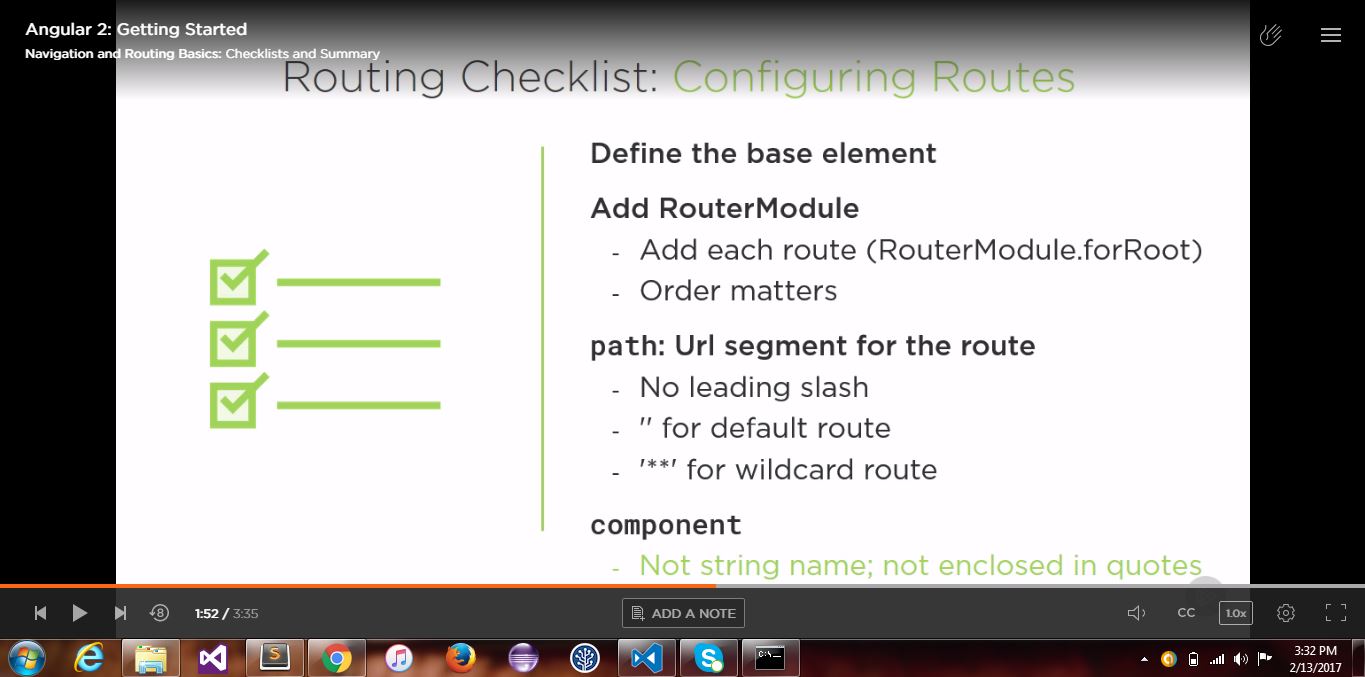 Angular 2: Getting Started
Navigation and Routing Basics: Checklists and Summary
Routing Checklist: Configuring Routes
Define the base element
Add RouterModule
- Add each route (RouterModule.forRoot)
- Order matters
path: Url segment for the route
- No leading slash
- '' for default route
- '**' for wildcard route
component
- Not string name; not enclosed in quotes
8
1:52 / 3:35
ADD A NOTE
CC
1.0x
S
C:\_
S
3:32 PM
2/13/2017